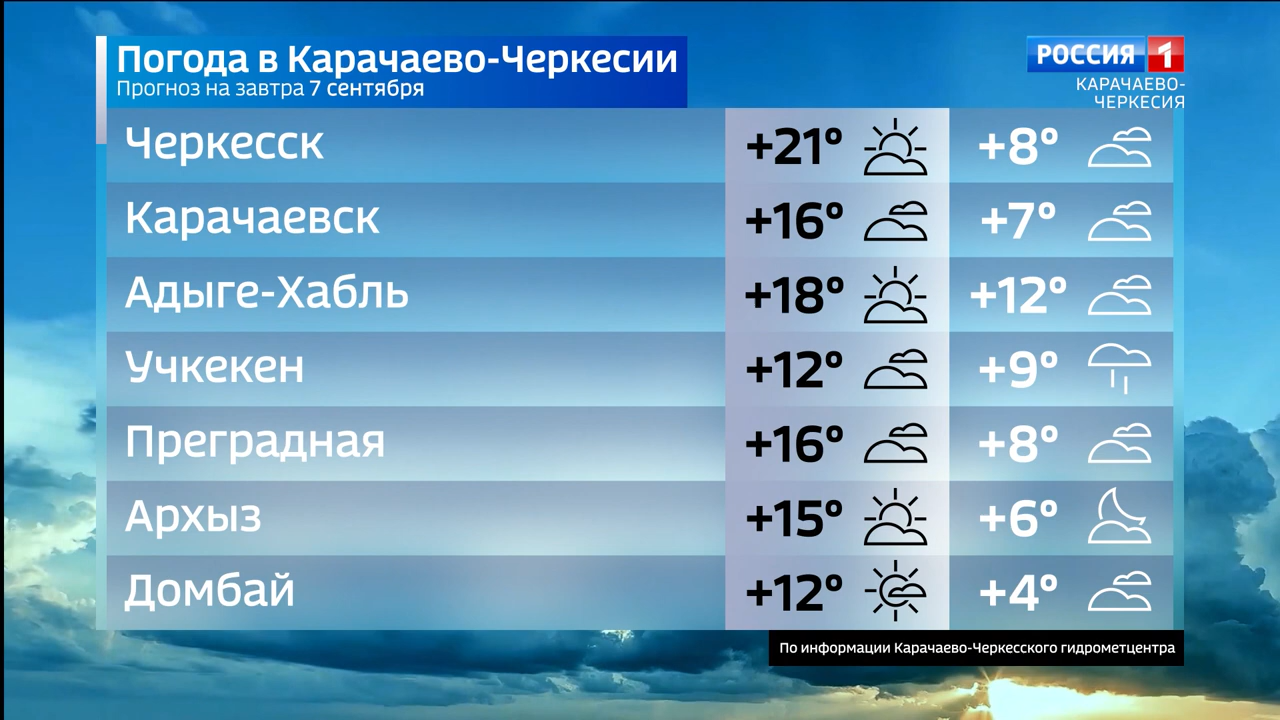 Погода в Карачаево-Черкесии
Прогноз на завтра 7 сентября
РОССИЯ 1
КАРАЧАЕВО-
ЧЕРКЕСИЯ
Черкесск +21° +8°
Карачаевск +16° +7°
Адыге-Хабль +18° +12°
Учкекен +12° +9°
Преградная +16° +8°
Архыз +15° +6°
Домбай +12° +4°
По информации Карачаево-Черкесского гидрометцентра